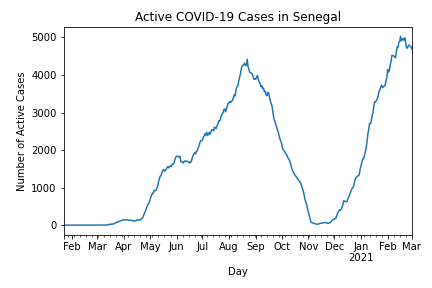 Active COVID-19 Cases in Senegal
Number of Active Cases
5000
4000
3000
2000
1000
0
Feb Mar Apr May Jun Jul Aug Sep Oct Nov Dec Jan Feb Mar
2021
Day